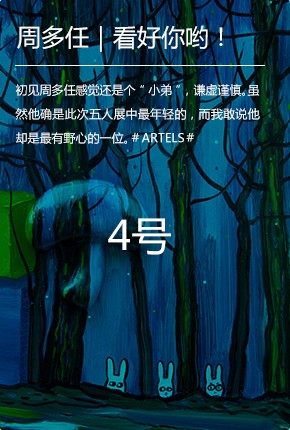 周多任｜看好你哟！
初见周多任感觉还是个“小弟”，谦虚谨慎。虽
然他确是此次五人展中最年轻的，而我敢说他
却是最有野心的一位。#ARTELS#
4号